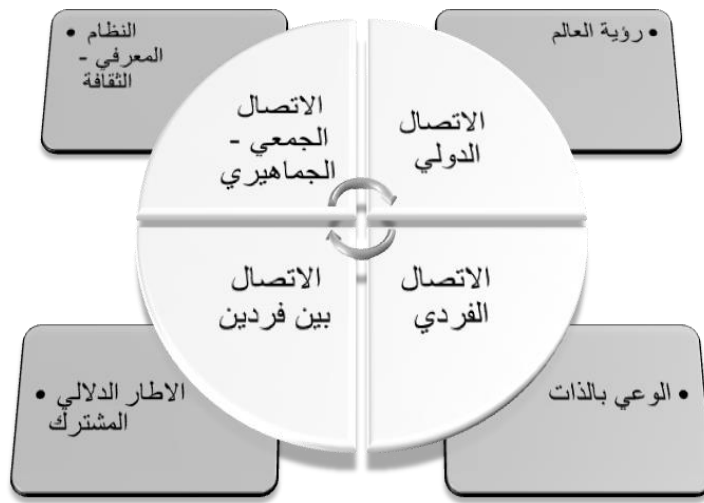 • رؤية العالم
• النظام
المعرفي -
الثقافة
الاتصال
الدولي
الاتصال
الجمعي -
الجماهيري
الاتصال
الفردي
الاتصال
بين فردين
• الوعي بالذات
• الاطار الدلالي
المشترك